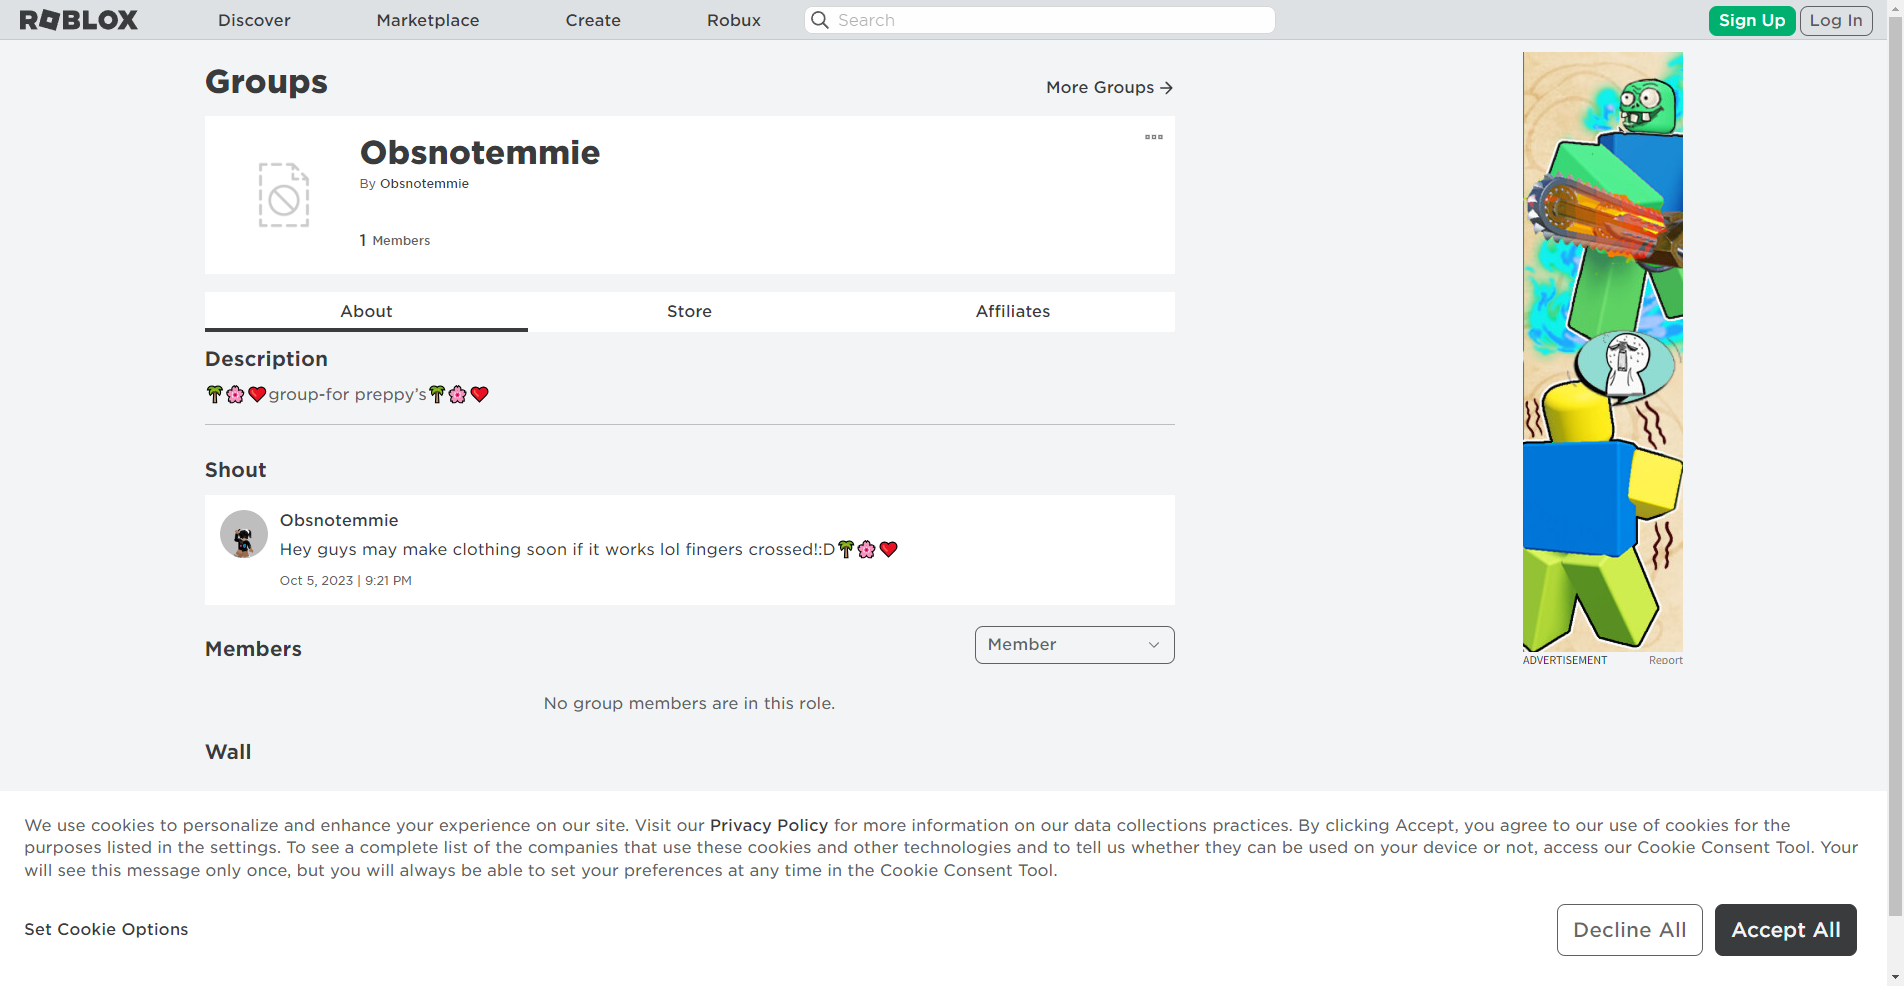 ROBLOX Discover Marketplace Create Robux Search Sign Up Log In
Groups
More Groups →
Obsnotemmie
By Obsnotemmie
1 Members
About Store Affiliates
Description
🌴🌸❤️group-for preppy’s🌴🌸❤️
Shout
Obsnotemmie
Hey guys may make clothing soon if it works lol fingers crossed!:D🌴🌸❤️
Oct 5, 2023 | 9:21 PM
Members
Member
No group members are in this role.
Wall
ADVERTISEMENT Report
We use cookies to personalize and enhance your experience on our site. Visit our Privacy Policy for more information on our data collections practices. By clicking Accept, you agree to our use of cookies for the
purposes listed in the settings. To see a complete list of the companies that use these cookies and other technologies and to tell us whether they can be used on your device or not, access our Cookie Consent Tool. Your
will see this message only once, but you will always be able to set your preferences at any time in the Cookie Consent Tool.
Set Cookie Options
Decline All Accept All